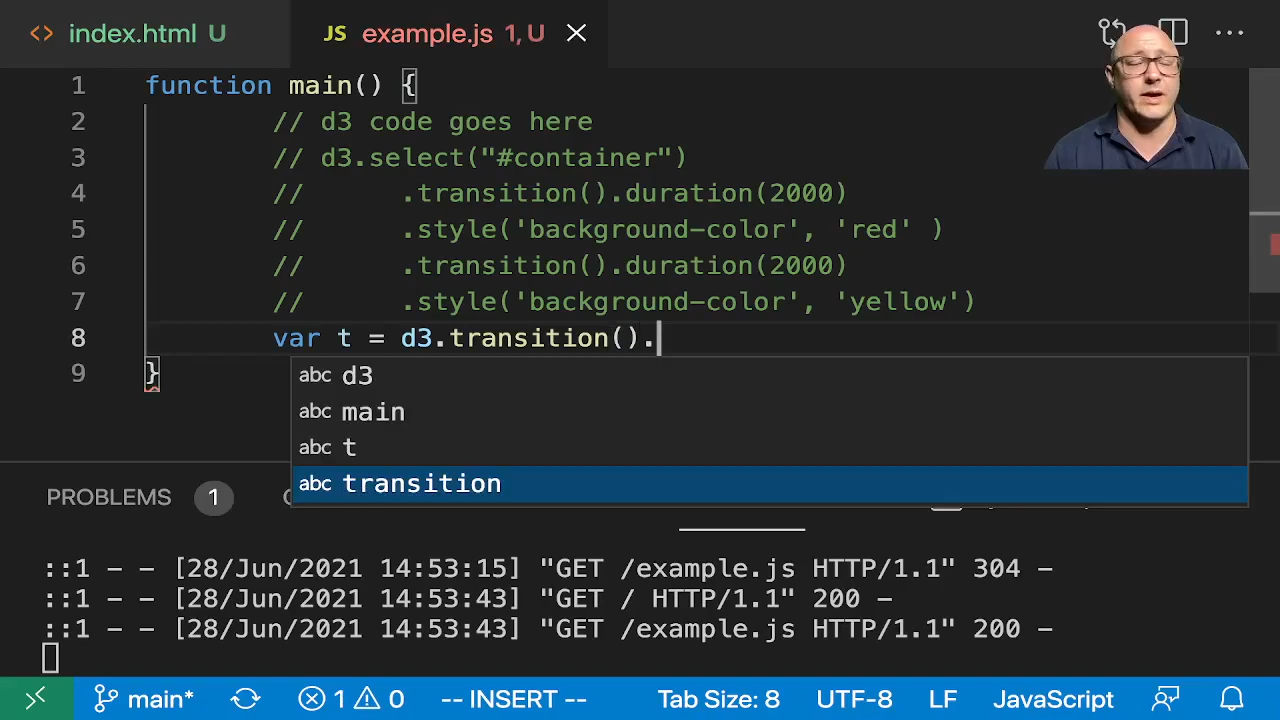 <> index.html U
JS example.js 1, U ×
1 function main() {
2 // d3 code goes here
3 // d3.select("#container")
4 // .transition().duration(2000)
5 // .style('background-color', 'red' )
6 // .transition().duration(2000)
7 // .style('background-color', 'yellow')
8 var t = d3.transition().
9 }
abc d3
abc main
abc t
abc transition
PROBLEMS 1
::1 - - [28/Jun/2021 14:53:15] "GET /example.js HTTP/1.1" 304 -
::1 - - [28/Jun/2021 14:53:43] "GET / HTTP/1.1" 200 -
::1 - - [28/Jun/2021 14:53:43] "GET /example.js HTTP/1.1" 200 -
main* 1 0 -- INSERT -- Tab Size: 8 UTF-8 LF JavaScript